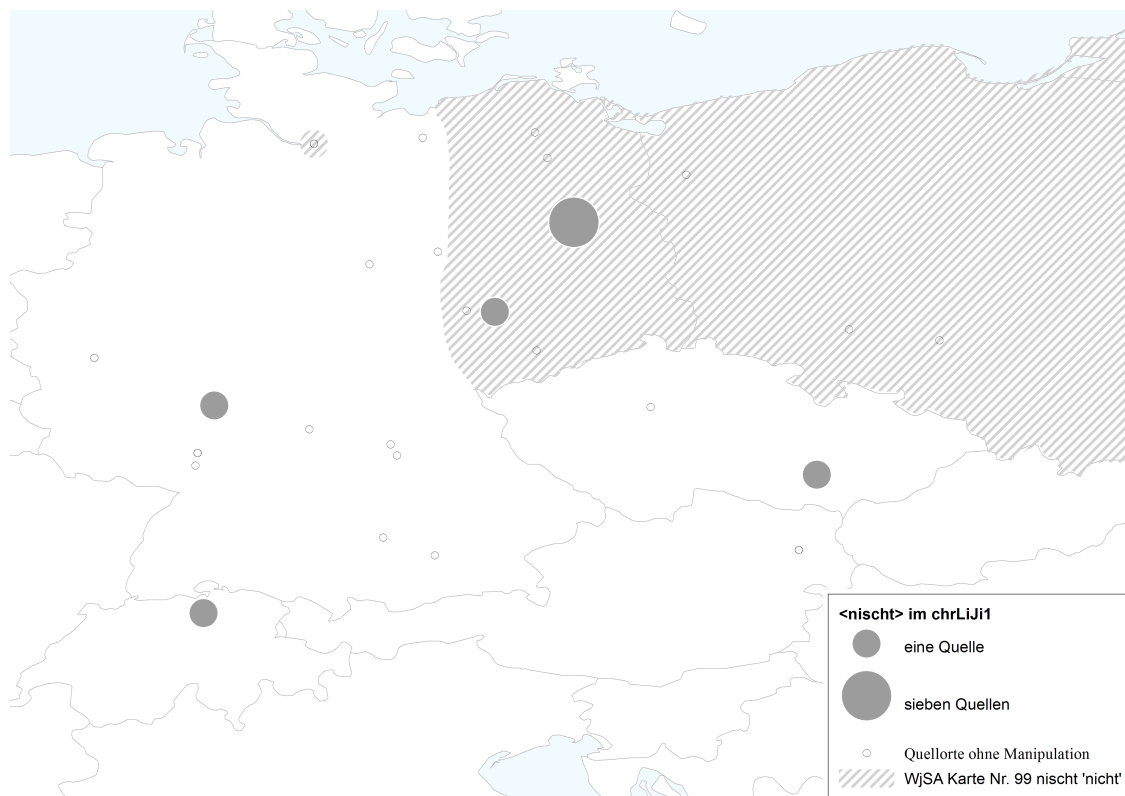 <nischt> im chrLiJi1
eine Quelle
sieben Quellen
Quellorte ohne Manipulation
WjSA Karte Nr. 99 nischt 'nicht'